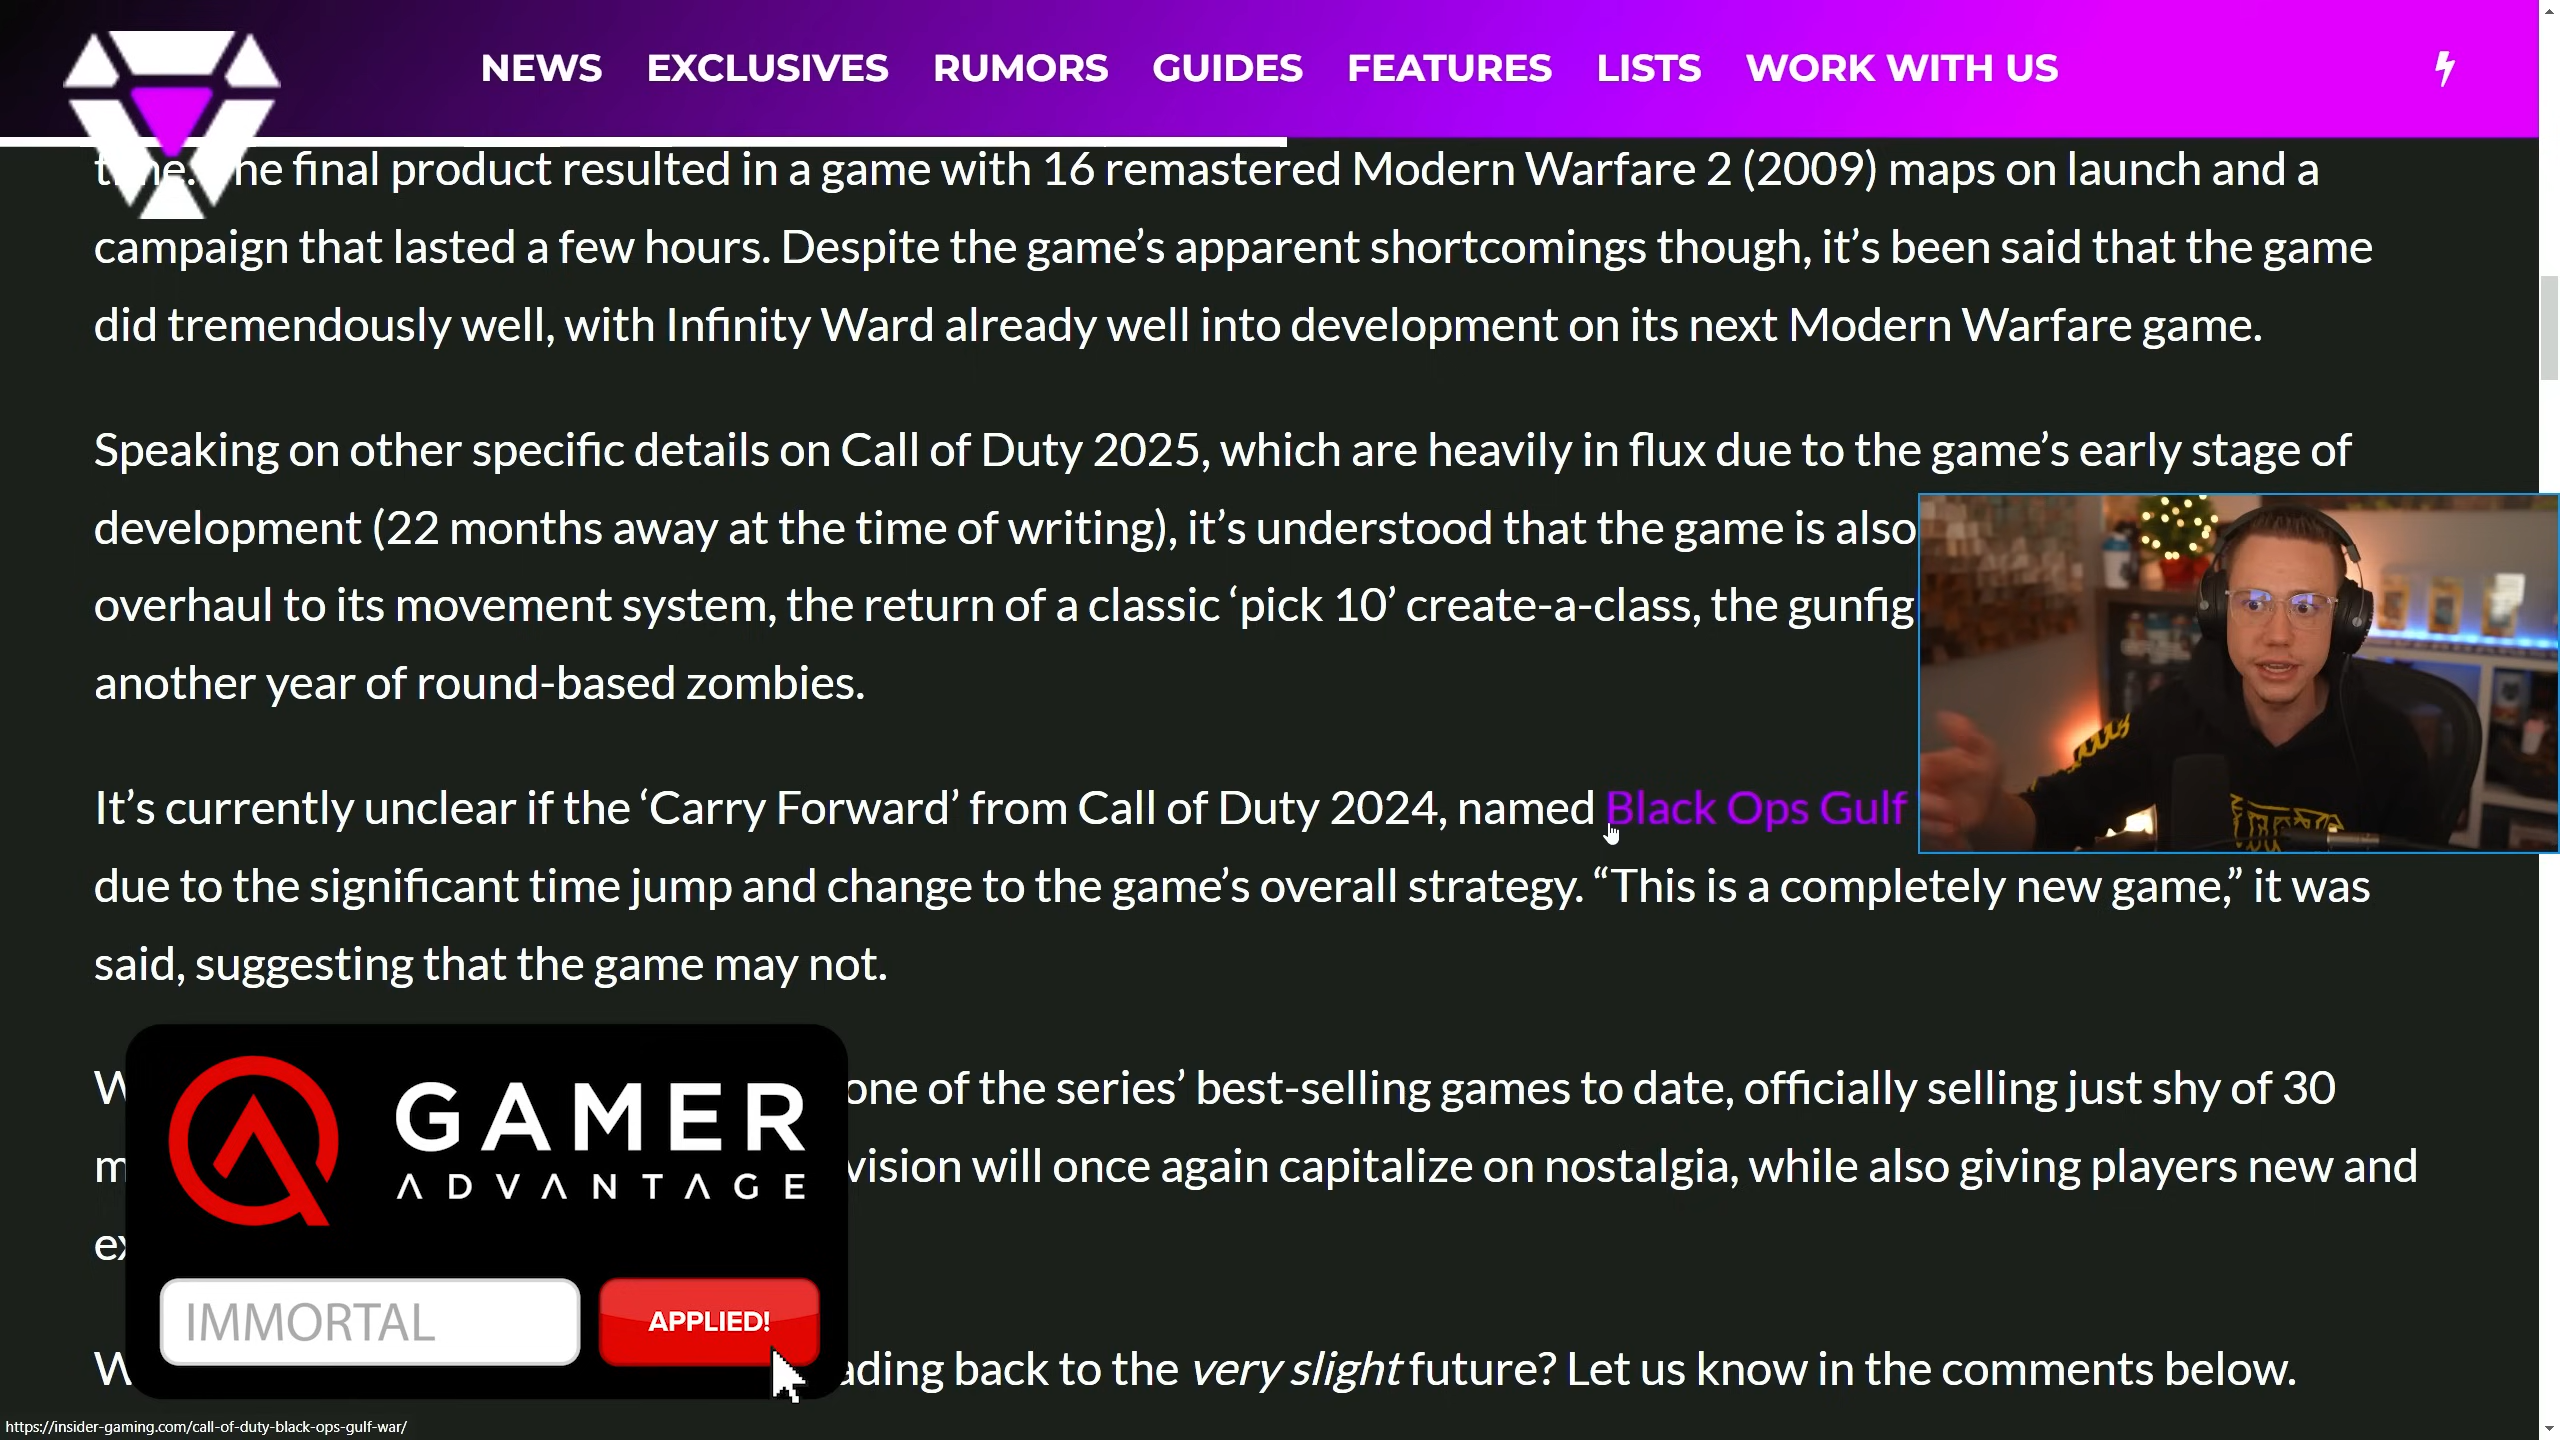 NEWS EXCLUSIVES RUMORS GUIDES FEATURES LISTS WORK WITH US
he final product resulted in a game with 16 remastered Modern Warfare 2 (2009) maps on launch and a
campaign that lasted a few hours. Despite the game’s apparent shortcomings though, it’s been said that the game
did tremendously well, with Infinity Ward already well into development on its next Modern Warfare game.
Speaking on other specific details on Call of Duty 2025, which are heavily in flux due to the game’s early stage of
development (22 months away at the time of writing), it’s understood that the game is also
overhaul to its movement system, the return of a classic ‘pick 10’ create-a-class, the gunfig
another year of round-based zombies.
It’s currently unclear if the ‘Carry Forward’ from Call of Duty 2024, named Black Ops Gulf
due to the significant time jump and change to the game’s overall strategy. “This is a completely new game,” it was
said, suggesting that the game may not.
W one of the series’ best-selling games to date, officially selling just shy of 30
m vision will once again capitalize on nostalgia, while also giving players new and
ex
GAMER
ADVANTAGE
IMMORTAL
APPLIED!
W ading back to the very slight future? Let us know in the comments below.
https://insider-gaming.com/call-of-duty-black-ops-gulf-war/